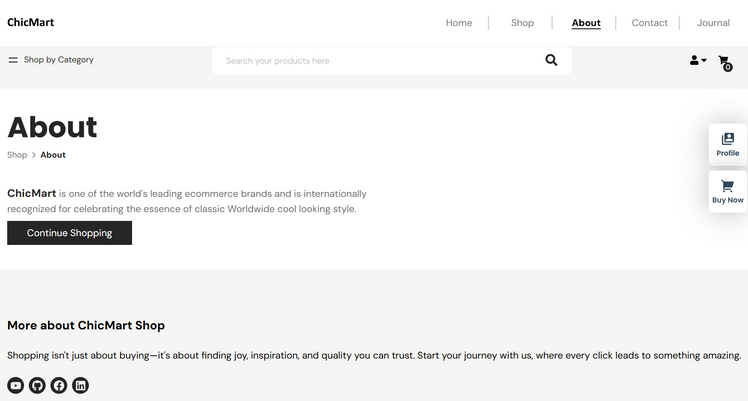 ChicMart
Home
Shop
About
Contact
Journal
Shop by Category
Search your products here
0
About
Shop > About
Profile
Buy Now
ChicMart is one of the world's leading ecommerce brands and is internationally
recognized for celebrating the essence of classic Worldwide cool looking style.
Continue Shopping
More about ChicMart Shop
Shopping isn't just about buying—it's about finding joy, inspiration, and quality you can trust. Start your journey with us, where every click leads to something amazing.